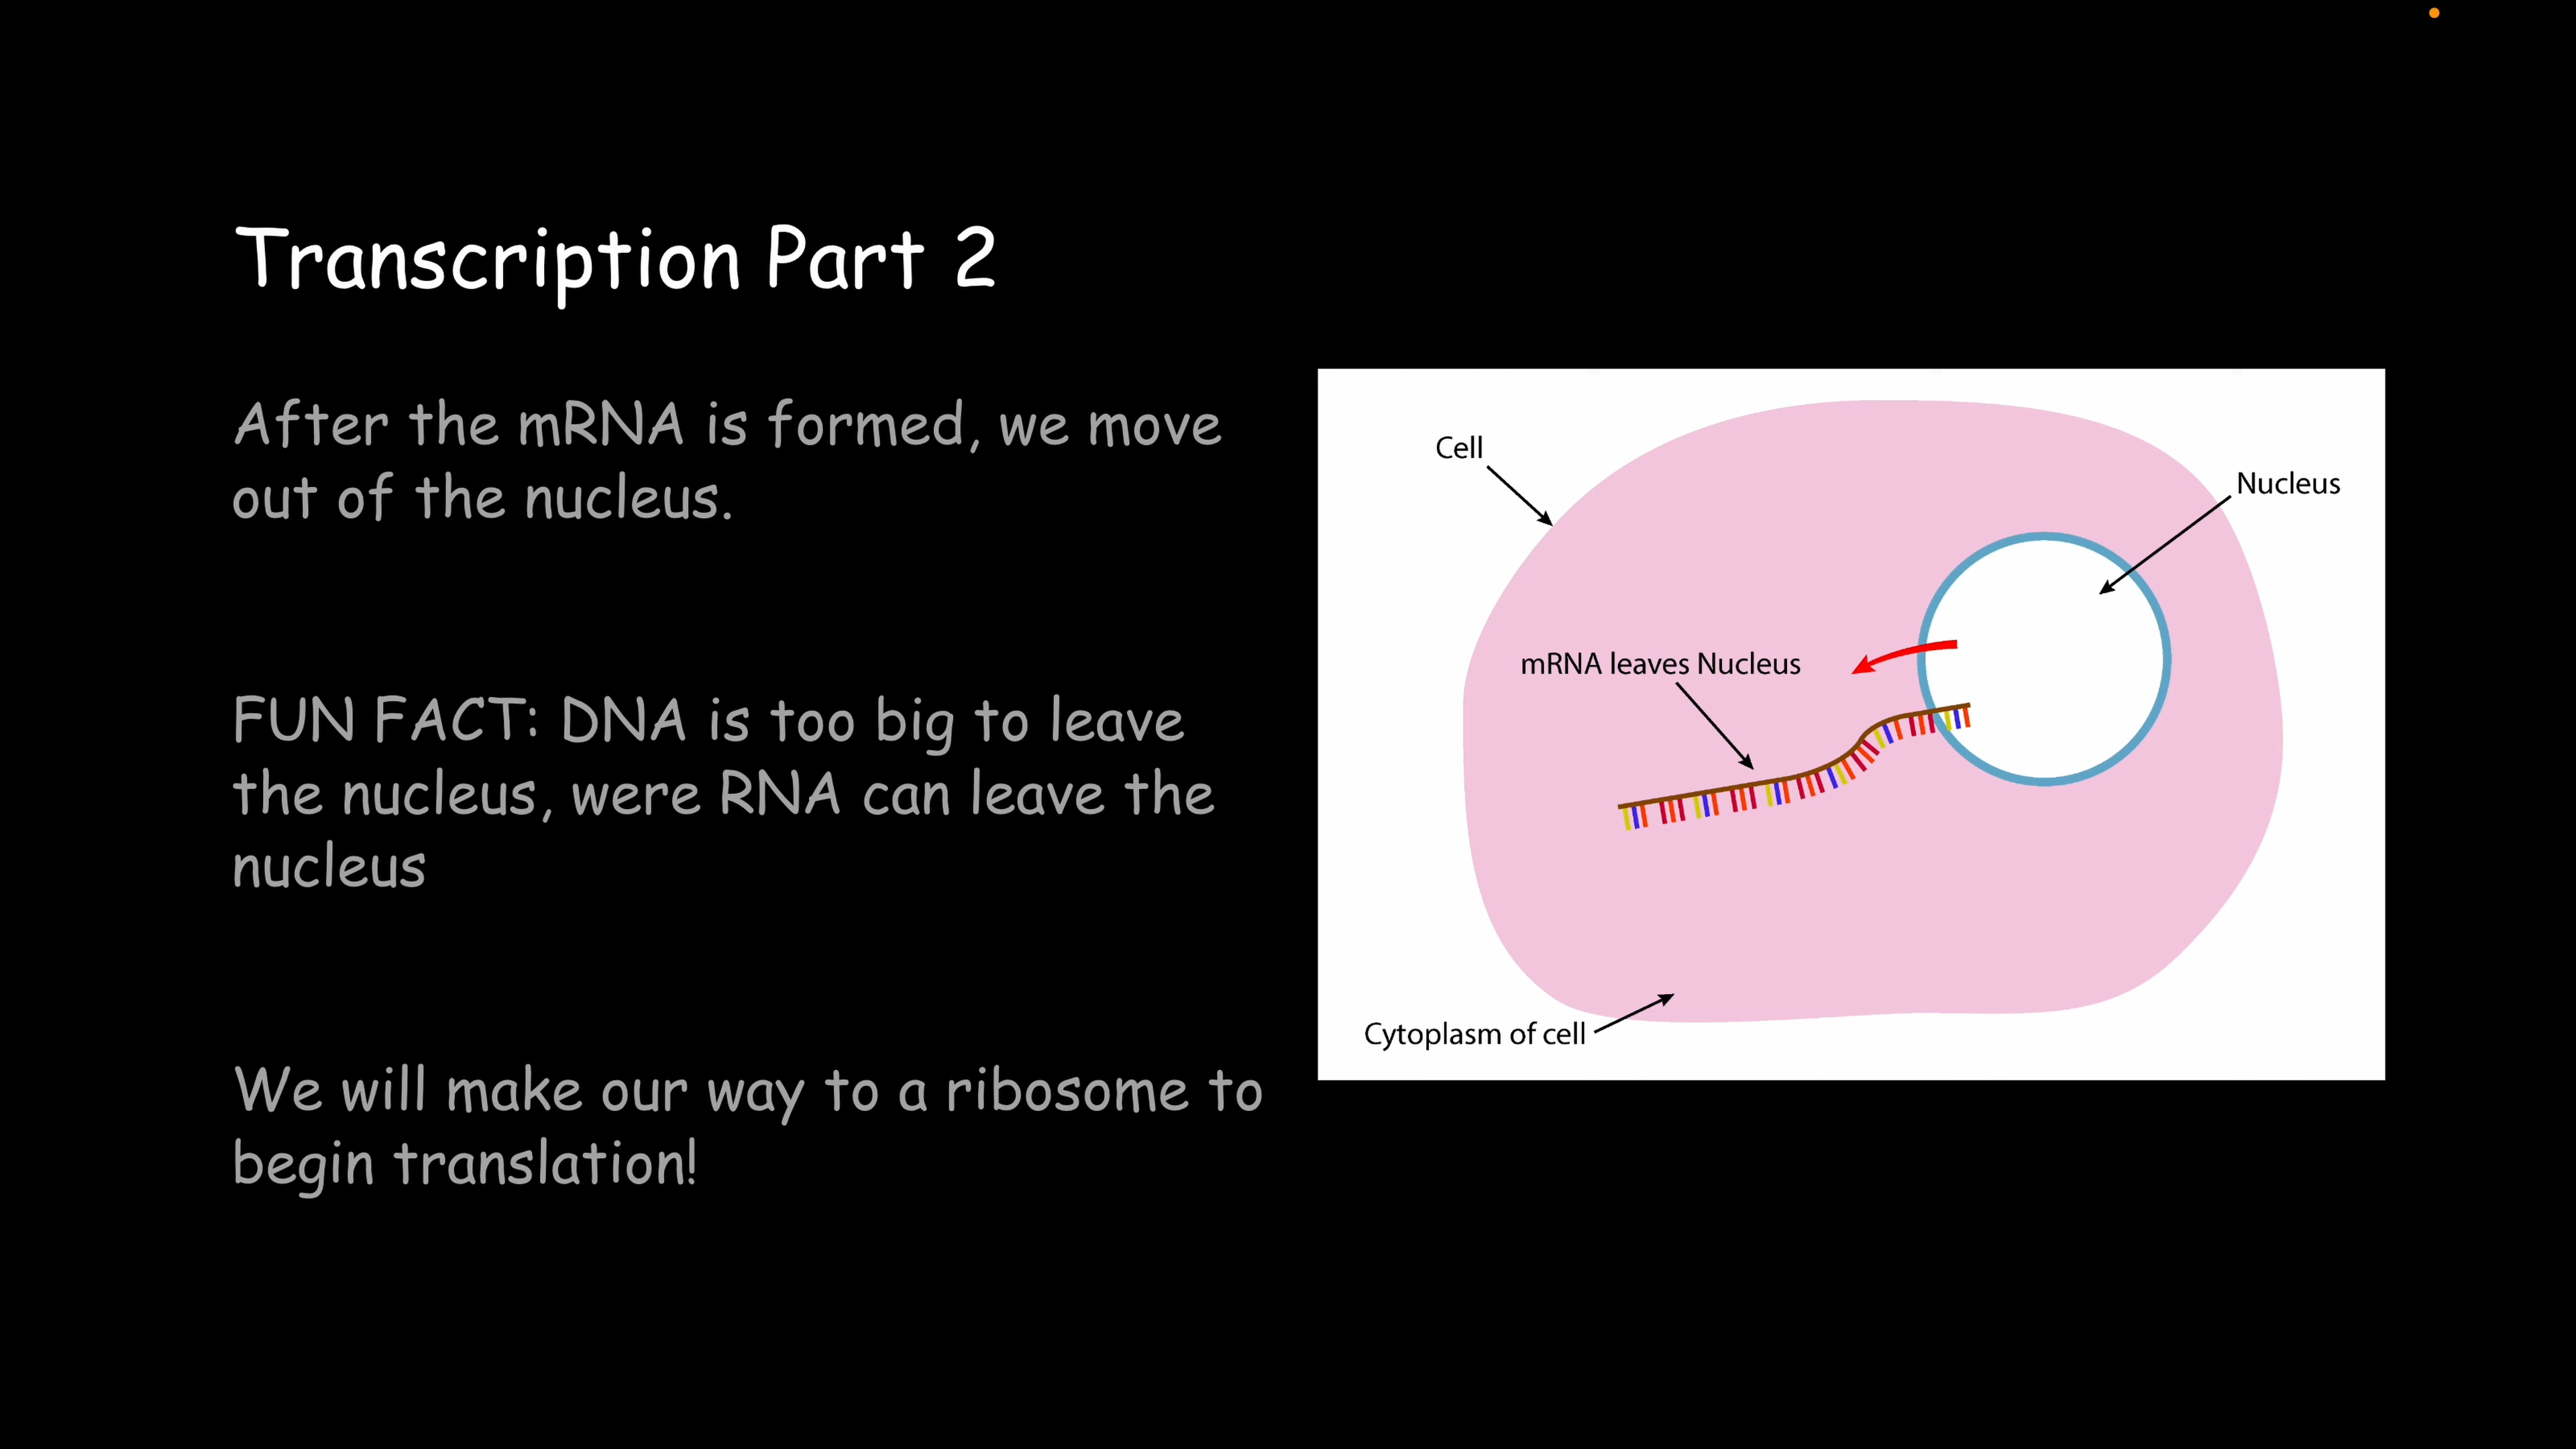 Transcription Part 2
After the mRNA is formed, we move
out of the nucleus.
FUN FACT: DNA is too big to leave
the nucleus, were RNA can leave the
nucleus
We will make our way to a ribosome to
begin translation!
Cell
Nucleus
mRNA leaves Nucleus
Cytoplasm of cell